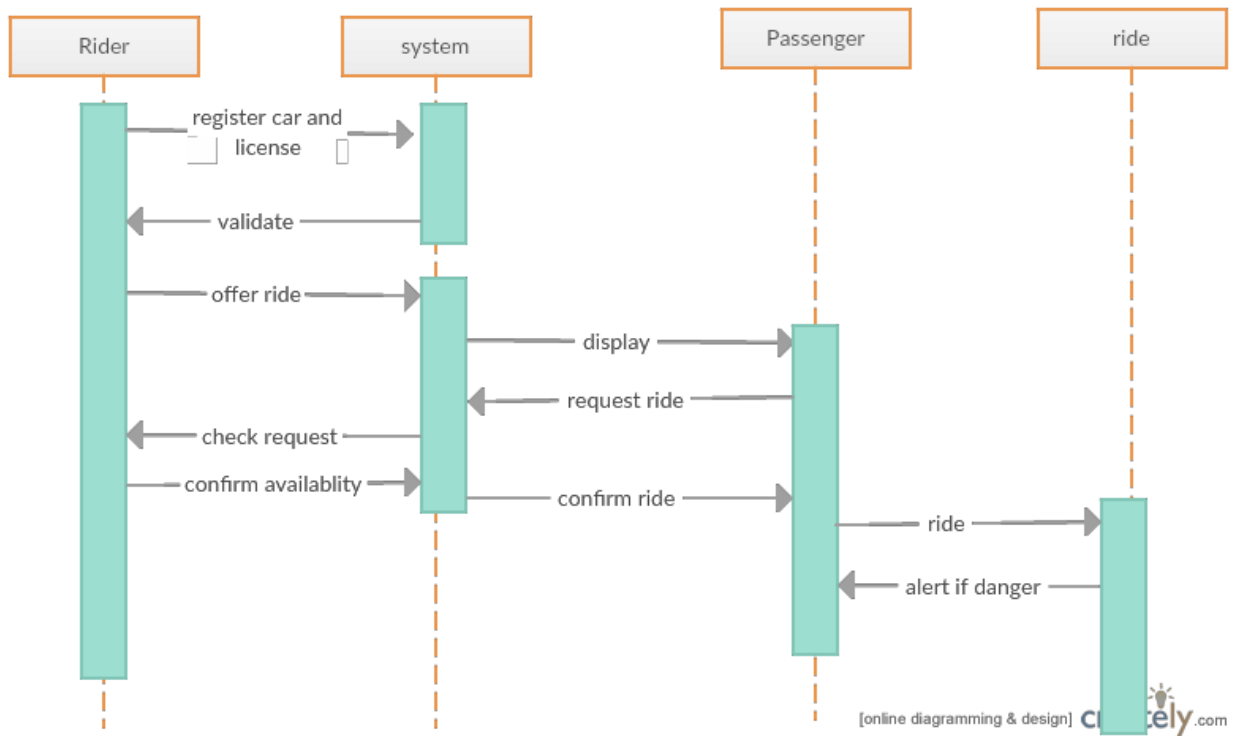 Rider
system
Passenger
ride
register car and
license
validate
offer ride
display
request ride
check request
confirm availablity
confirm ride
ride
alert if danger
[online diagramming & design]
.com